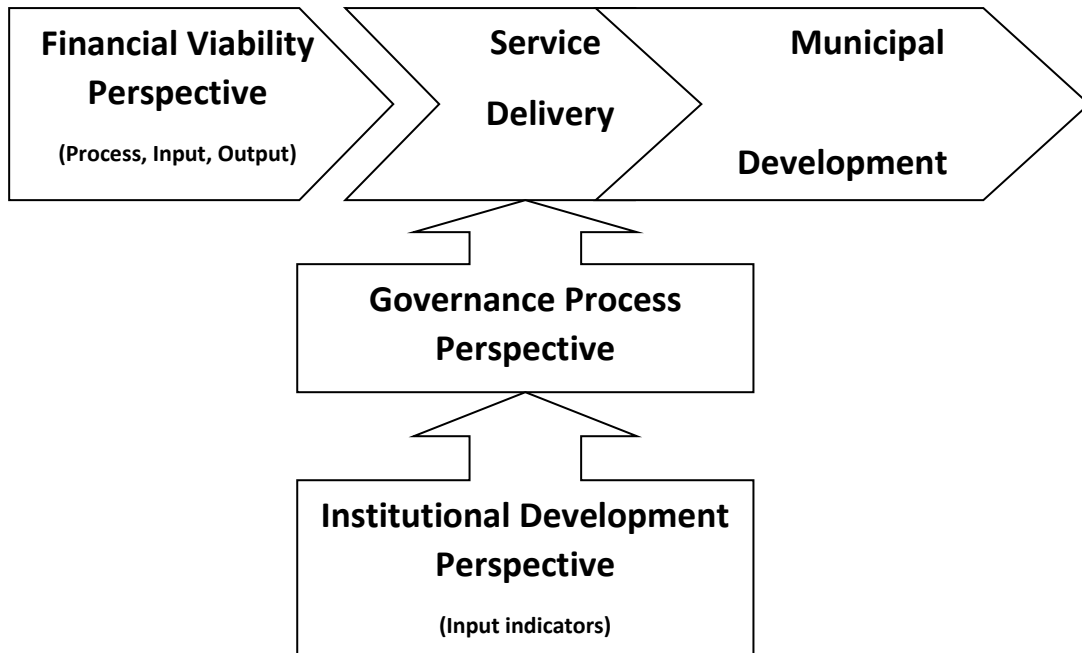 Financial Viability
Perspective
(Process, Input, Output)
Service
Delivery
Municipal
Development
Governance Process
Perspective
Institutional Development
Perspective
(Input indicators)